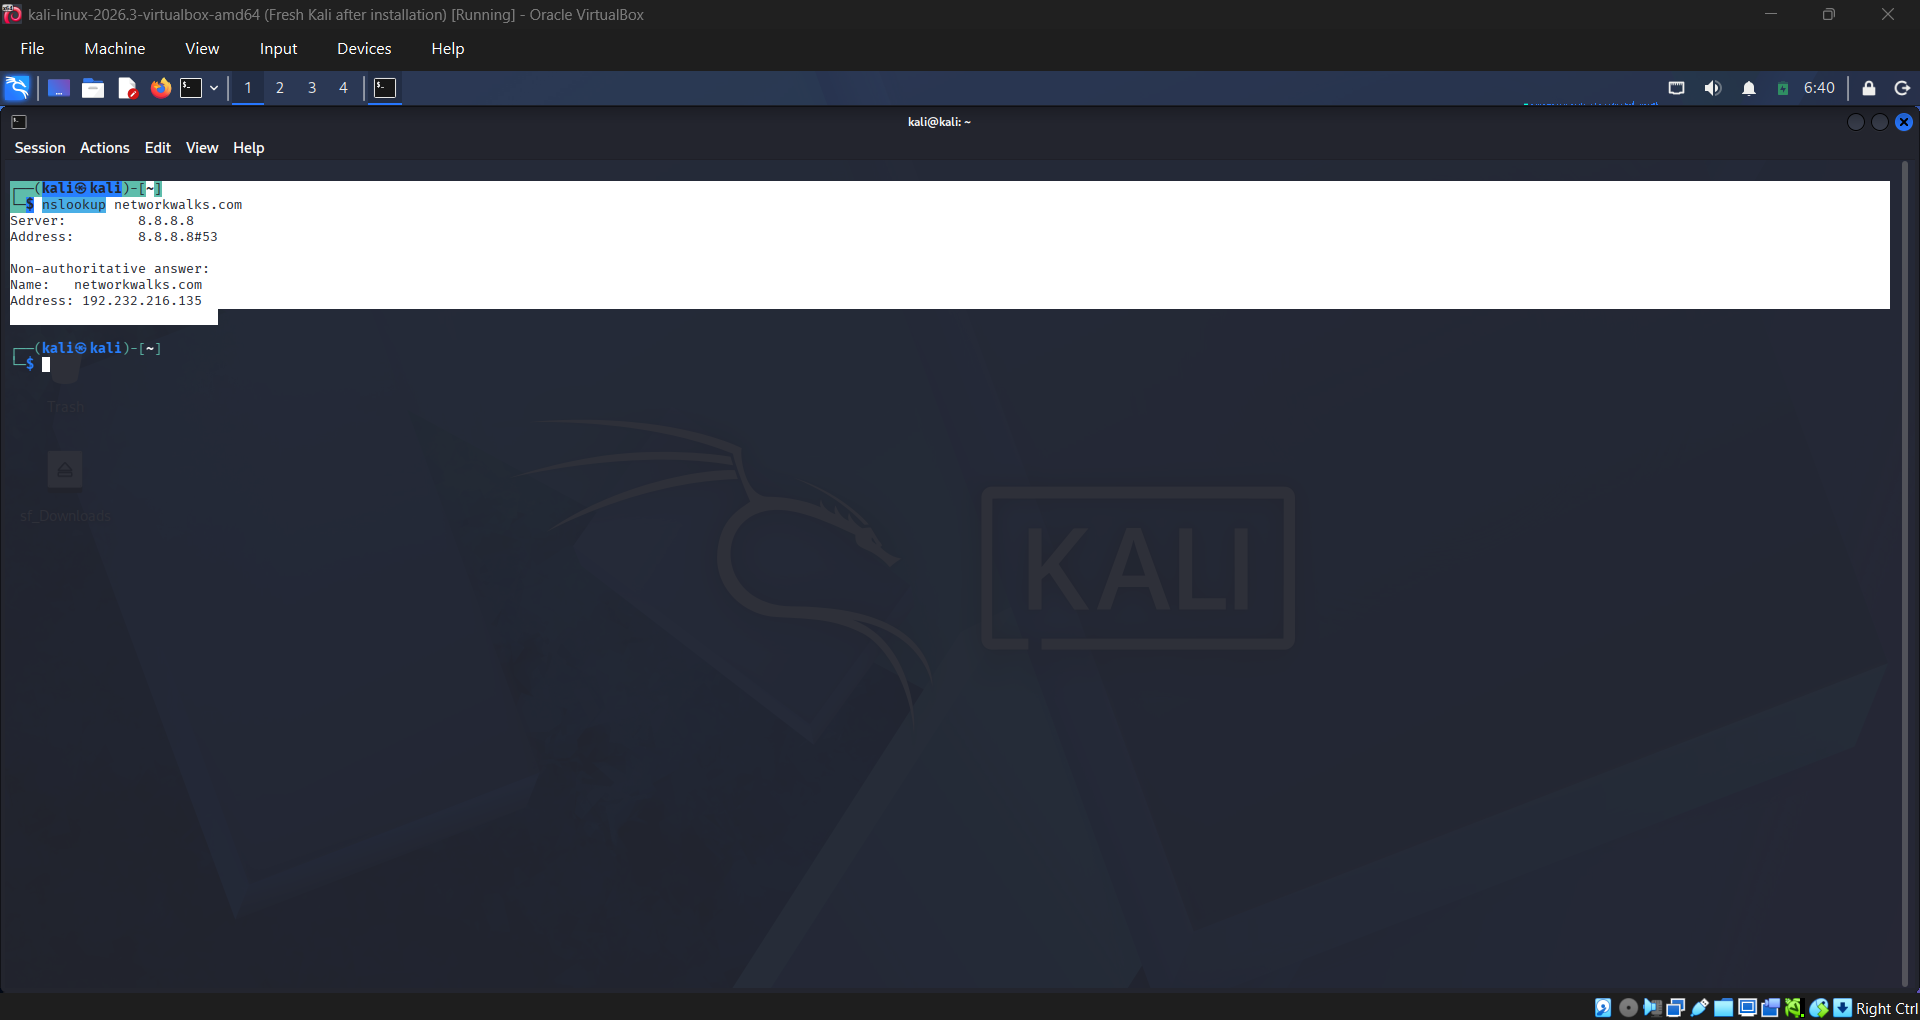 kali-linux-2026.3-virtualbox-amd64 (Fresh Kali after installation) [Running] - Oracle VirtualBox
File Machine View Input Devices Help
1 2 3 4 6:40
kali@kali: ~
Session Actions Edit View Help
┌──(kali㉿kali)-[~]
└─$ nslookup networkwalks.com
Server: 8.8.8.8
Address: 8.8.8.8#53
Non-authoritative answer:
Name: networkwalks.com
Address: 192.232.216.135
┌──(kali㉿kali)-[~]
└─$
Trash
sf_Downloads
KALI
Right Ctrl